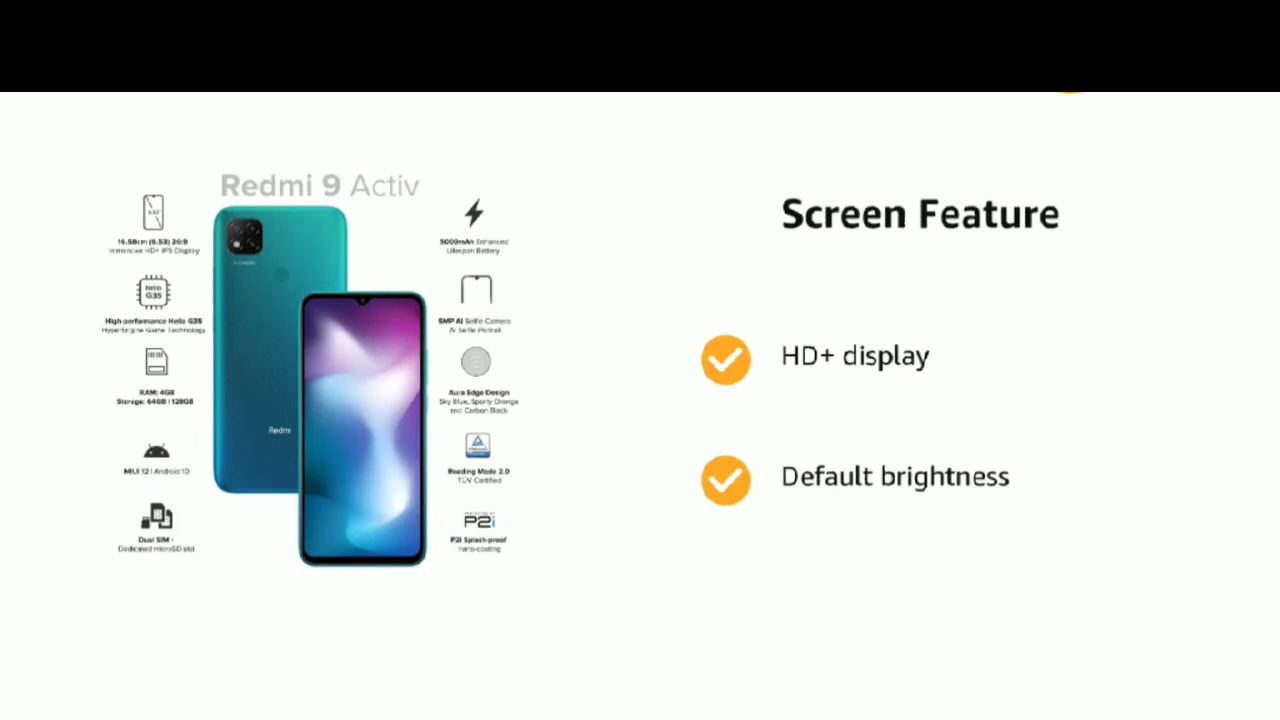 Redmi 9 Activ
16.58cm (6.53) 20:9
Immersive HD+ IPS Display
Helio
G35
High-performance Helio G35
HyperEngine Game Technology
RAM: 4GB
Storage: 64GB | 128GB
MIUI 12 | Android 10
Dual SIM +
Dedicated microSD slot
Redmi
5000mAh Enhanced
Lifespan Battery
5MP AI Selfie Camera
AI Selfie Portrait
Aura Edge Design
Sky Blue, Sporty Orange
and Carbon Black
Reading Mode 2.0
TÜV Certified
P2i
P2i Splash-proof
nano-coating
Screen Feature
HD+ display
Default brightness